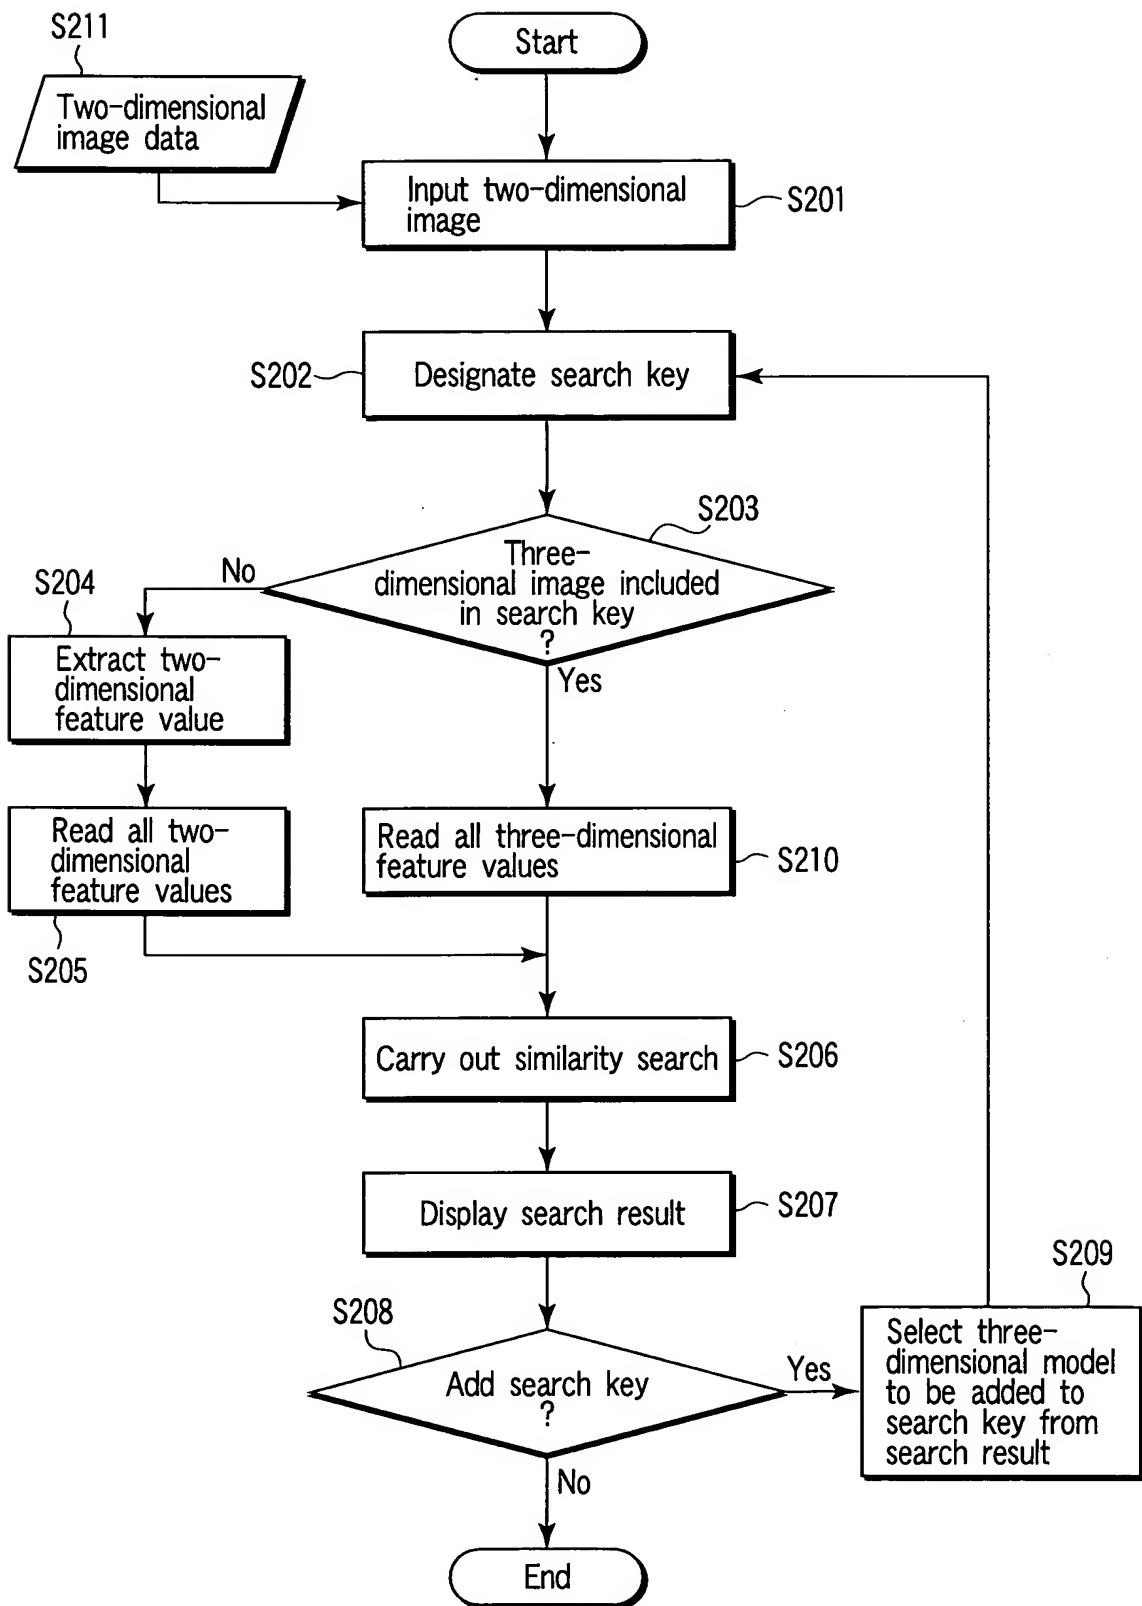 S211
Start
Two-dimensional
image data
Input two-dimensional
image
S201
S202
Designate search key
S203
Three-
dimensional image included
in search key
?
No
Yes
S204
Extract two-
dimensional
feature value
Read all two-
dimensional
feature values
S205
Read all three-dimensional
feature values
S210
Carry out similarity search
S206
Display search result
S207
S208
Add search key
?
Yes
No
S209
Select three-
dimensional model
to be added to
search key from
search result
End